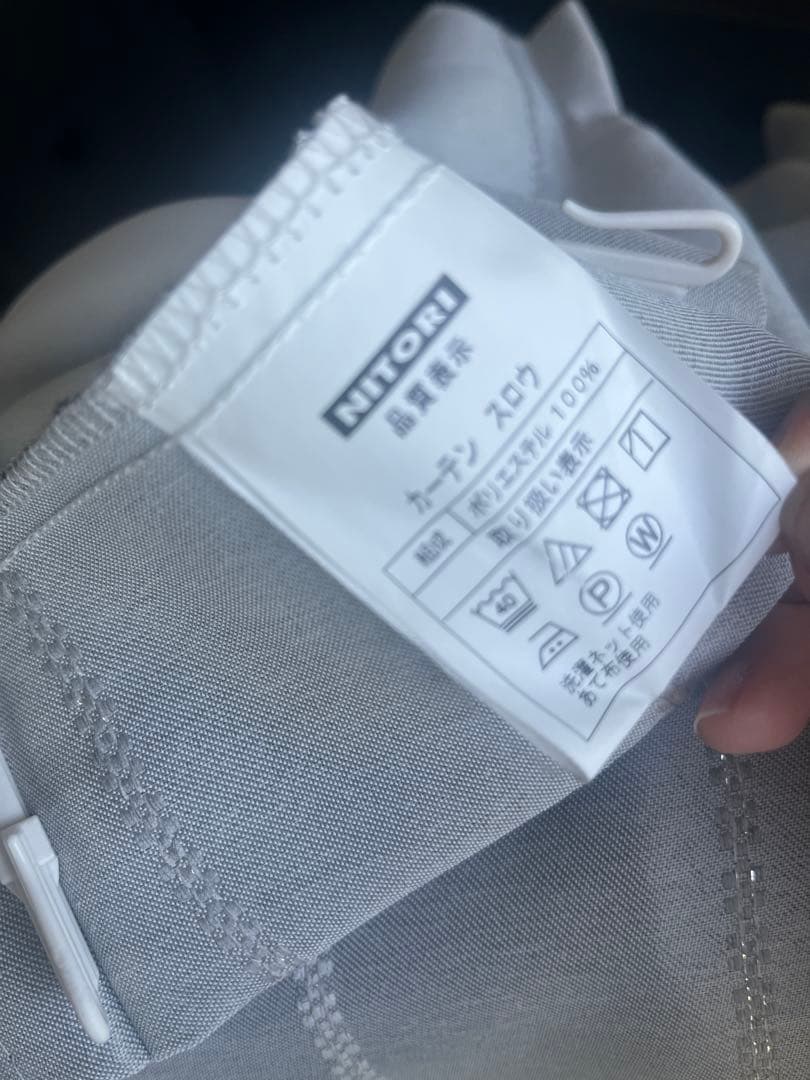 NITORI
品質表示
カーテン スロウ
組成 ポリエステル 100%
取り扱い表示
40
P W
洗濯ネット使用
あて布使用